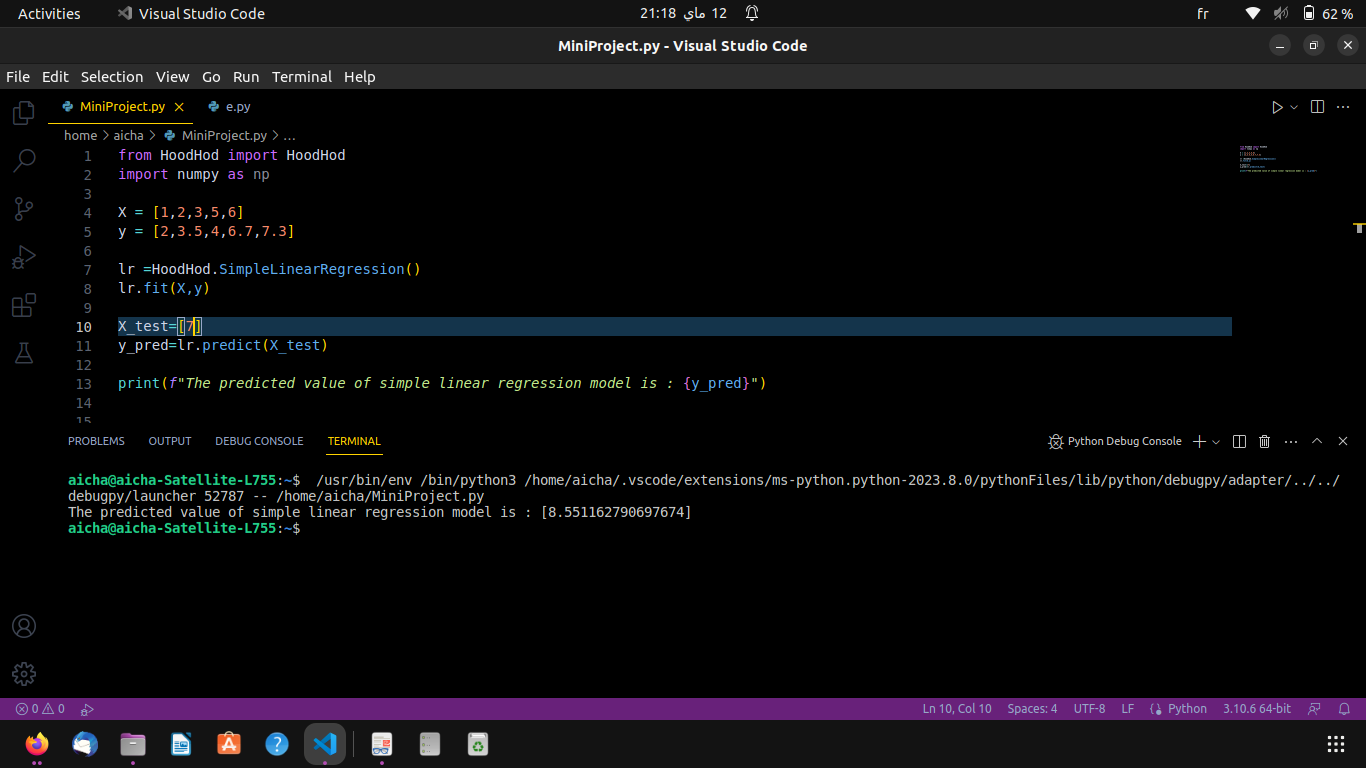 Activities Visual Studio Code 12 ماي 21:18 fr 62 %
MiniProject.py - Visual Studio Code
File Edit Selection View Go Run Terminal Help
MiniProject.py e.py
home > aicha > MiniProject.py > ...
1 from HoodHod import HoodHod
2 import numpy as np
3
4 X = [1,2,3,5,6]
5 y = [2,3.5,4,6.7,7.3]
6
7 lr =HoodHod.SimpleLinearRegression()
8 lr.fit(X,y)
9
10 X_test=[7]
11 y_pred=lr.predict(X_test)
12
13 print(f"The predicted value of simple linear regression model is : {y_pred}")
14
15
PROBLEMS OUTPUT DEBUG CONSOLE TERMINAL Python Debug Console
aicha@aicha-Satellite-L755:~$ /usr/bin/env /bin/python3 /home/aicha/.vscode/extensions/ms-python.python-2023.8.0/pythonFiles/lib/python/debugpy/adapter/../../
debugpy/launcher 52787 -- /home/aicha/MiniProject.py
The predicted value of simple linear regression model is : [8.551162790697674]
aicha@aicha-Satellite-L755:~$
0 0 Ln 10, Col 10 Spaces: 4 UTF-8 LF Python 3.10.6 64-bit